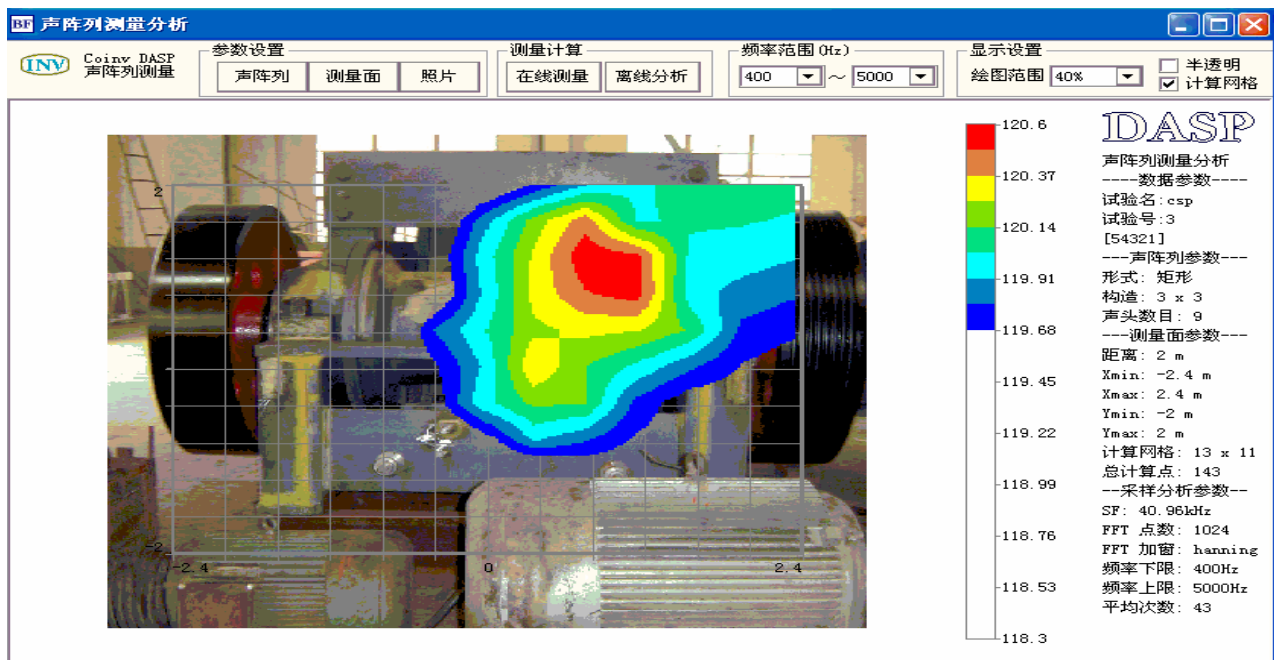 BF 声阵列测量分析
INV
Coinv DASP
声阵列测量
参数设置
声阵列 测量面 照片
测量计算
在线测量 离线分析
频率范围(Hz)
400 ～ 5000
显示设置
绘图范围 40%
半透明
计算网格
2
-2
-2.4 0 2.4
120.6
120.37
120.14
119.91
119.68
119.45
119.22
118.99
118.76
118.53
118.3
DASP
声阵列测量分析
----数据参数----
试验名:csp
试验号:3
[54321]
---声阵列参数---
形式: 矩形
构造: 3 x 3
声头数目: 9
---测量面参数---
距离: 2 m
Xmin: -2.4 m
Xmax: 2.4 m
Ymin: -2 m
Ymax: 2 m
计算网格: 13 x 11
总计算点: 143
--采样分析参数--
SF: 40.96kHz
FFT 点数: 1024
FFT 加窗: hanning
频率下限: 400Hz
频率上限: 5000Hz
平均次数: 43